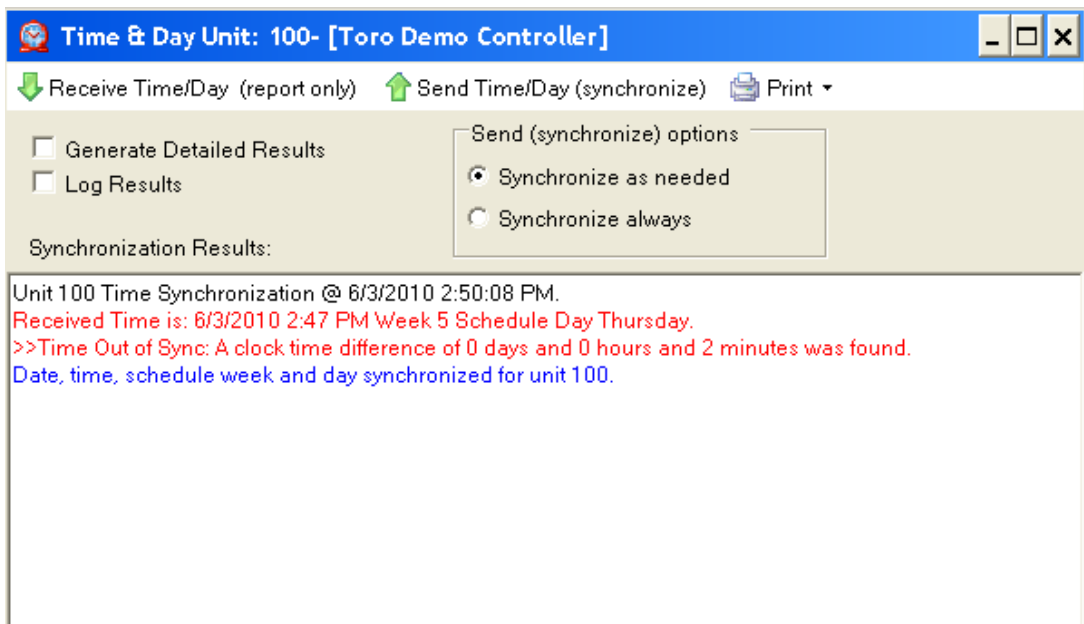 Time & Day Unit: 100- [Toro Demo Controller]
Receive Time/Day (report only) Send Time/Day (synchronize) Print
Generate Detailed Results
Log Results
Send (synchronize) options
Synchronize as needed
Synchronize always
Synchronization Results:
Unit 100 Time Synchronization @ 6/3/2010 2:50:08 PM.
Received Time is: 6/3/2010 2:47 PM Week 5 Schedule Day Thursday.
>>Time Out of Sync: A clock time difference of 0 days and 0 hours and 2 minutes was found.
Date, time, schedule week and day synchronized for unit 100.